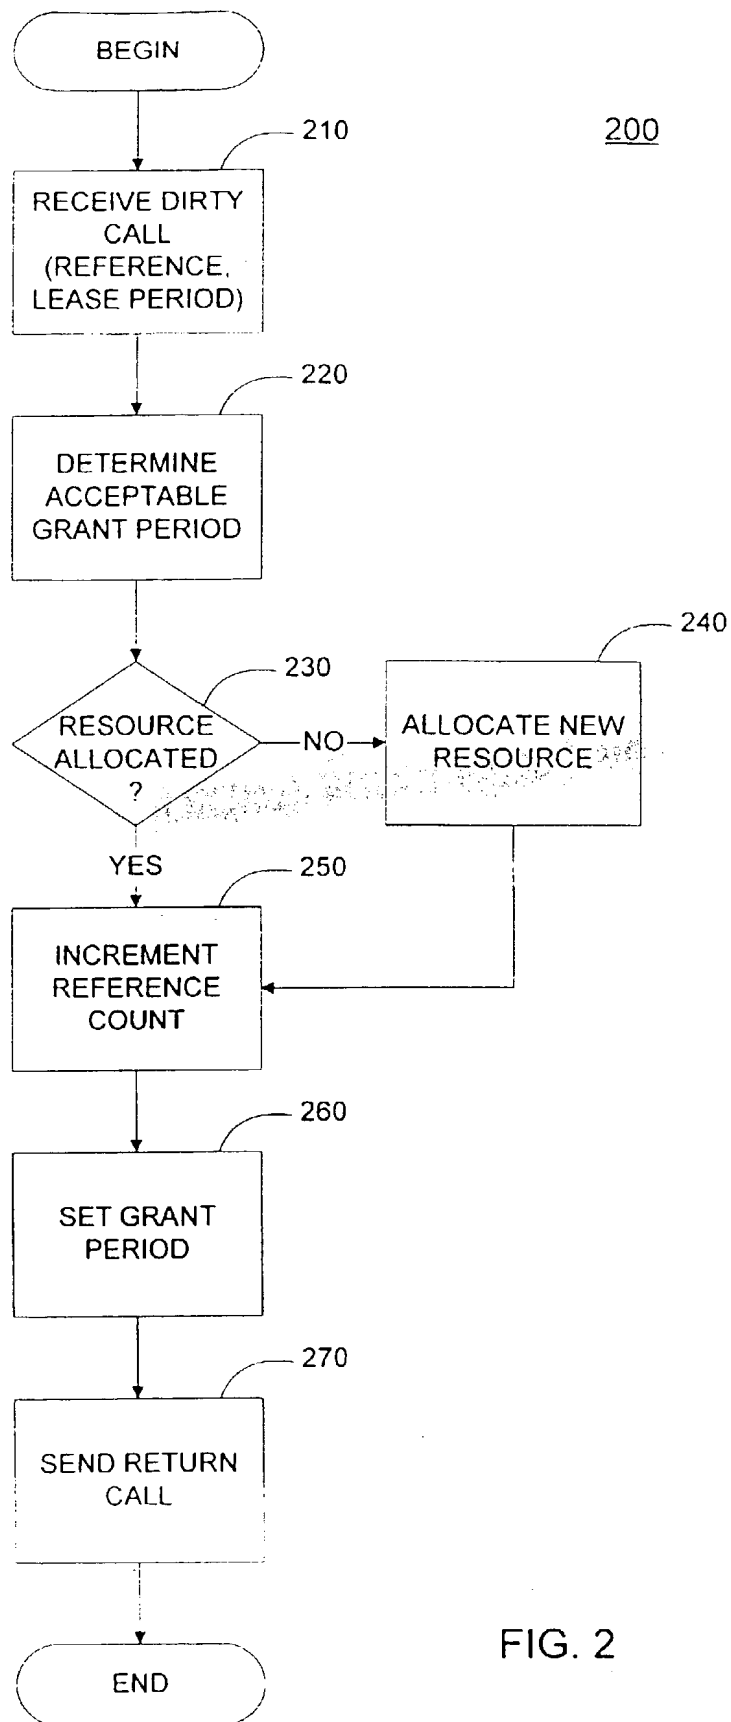 BEGIN
200
210
RECEIVE DIRTY
CALL
(REFERENCE,
LEASE PERIOD)
220
DETERMINE
ACCEPTABLE
GRANT PERIOD
230
RESOURCE
ALLOCATED
?
NO
240
ALLOCATE NEW
RESOURCE
YES
250
INCREMENT
REFERENCE
COUNT
260
SET GRANT
PERIOD
270
SEND RETURN
CALL
END
FIG. 2